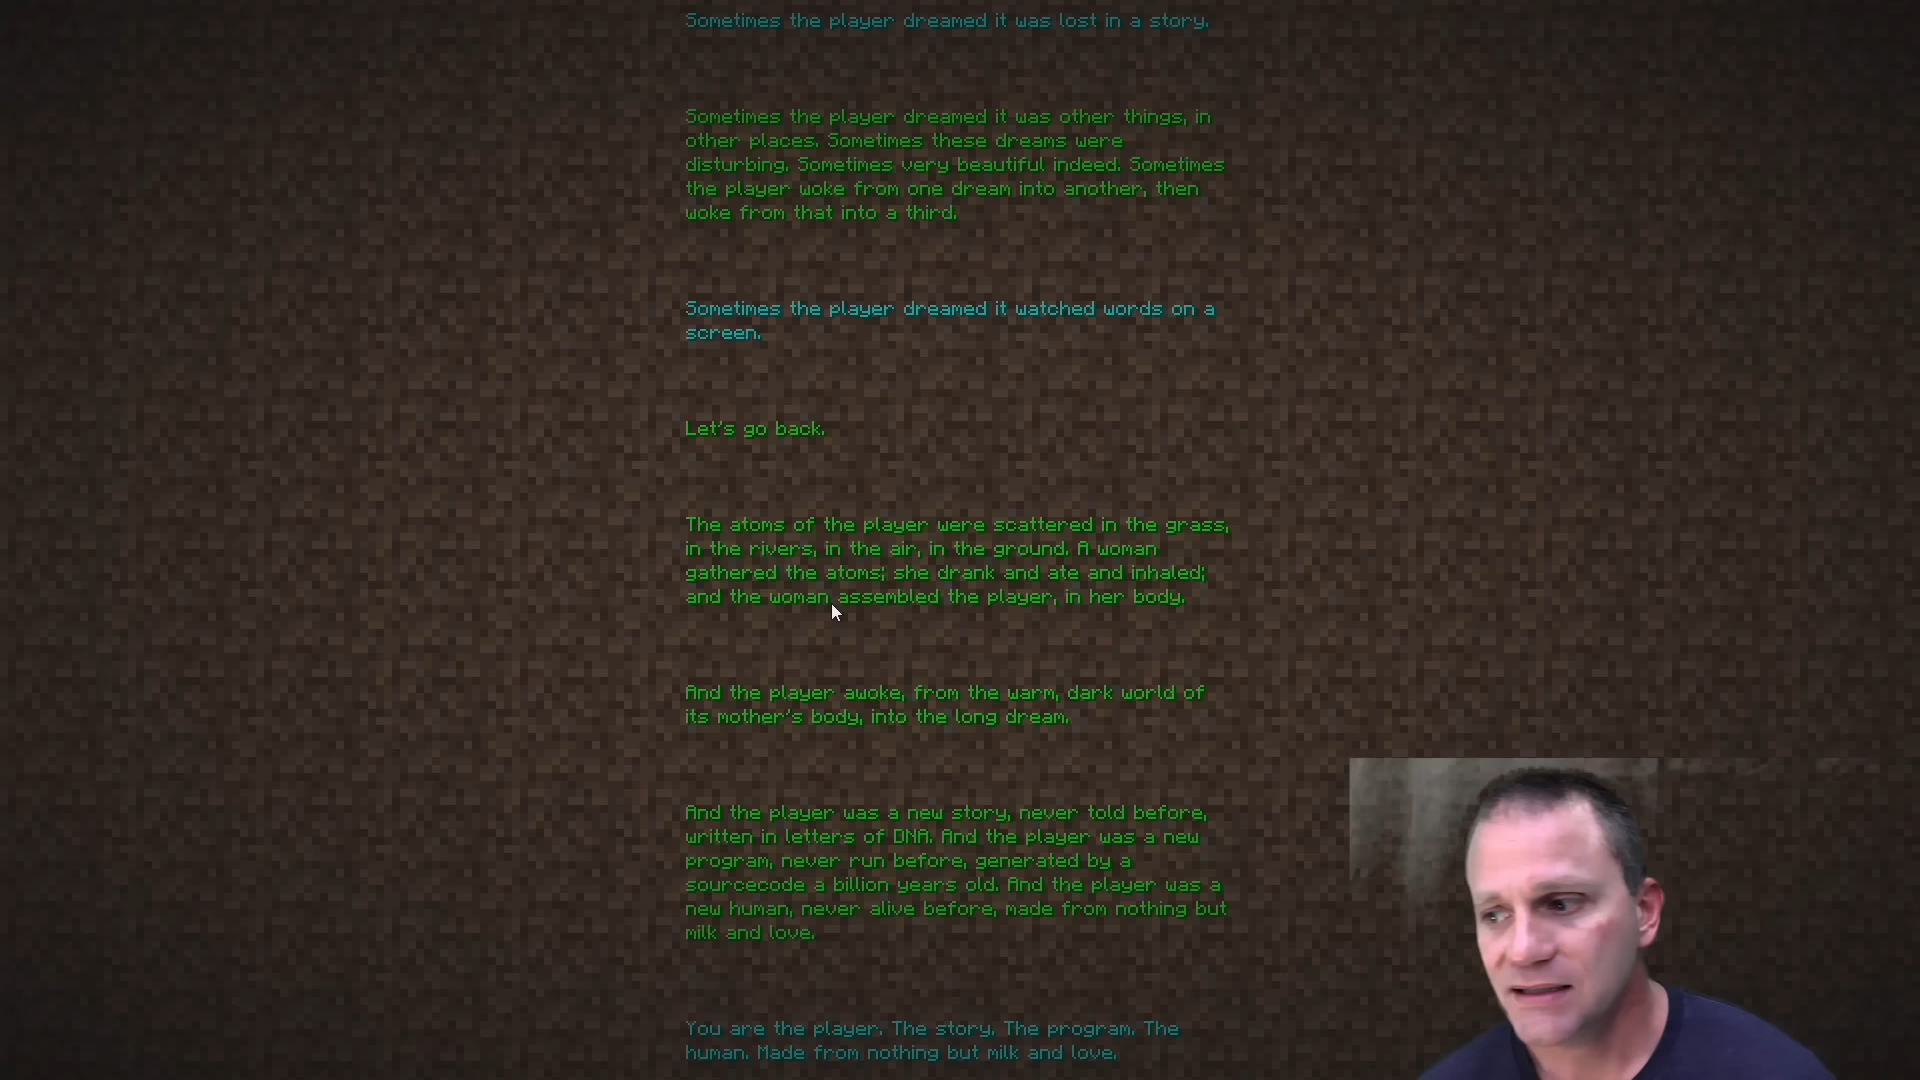 Sometimes the player dreamed it was lost in a story.
Sometimes the player dreamed it was other things, in
other places. Sometimes these dreams were
disturbing. Sometimes very beautiful indeed. Sometimes
the player woke from one dream into another, then
woke from that into a third.
Sometimes the player dreamed it watched words on a
screen.
Let's go back.
The atoms of the player were scattered in the grass,
in the rivers, in the air, in the ground. A woman
gathered the atoms; she drank and ate and inhaled;
and the woman assembled the player, in her body.
And the player awoke, from the warm, dark world of
its mother's body, into the long dream.
And the player was a new story, never told before,
written in letters of DNA. And the player was a new
program, never run before, generated by a
sourcecode a billion years old. And the player was a
new human, never alive before, made from nothing but
milk and love.
You are the player. The story. The program. The
human. Made from nothing but milk and love.